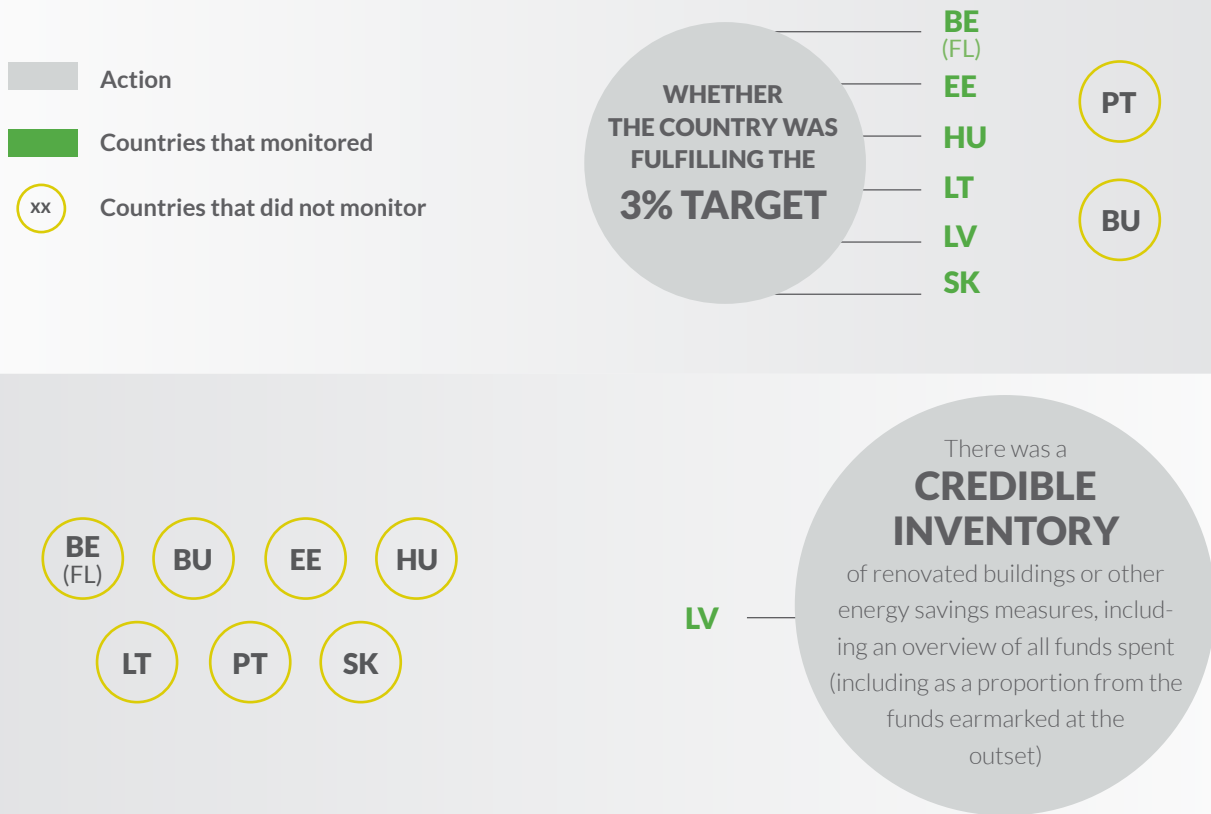 Action
Countries that monitored
xx
Countries that did not monitor
WHETHER
THE COUNTRY WAS
FULFILLING THE
3% TARGET
BE
(FL)
EE
HU
LT
LV
SK
PT
BU
BE
(FL)
BU
EE
HU
LT
PT
SK
LV
There was a
CREDIBLE
INVENTORY
of renovated buildings or other
energy savings measures, includ-
ing an overview of all funds spent
(including as a proportion from the
funds earmarked at the
outset)